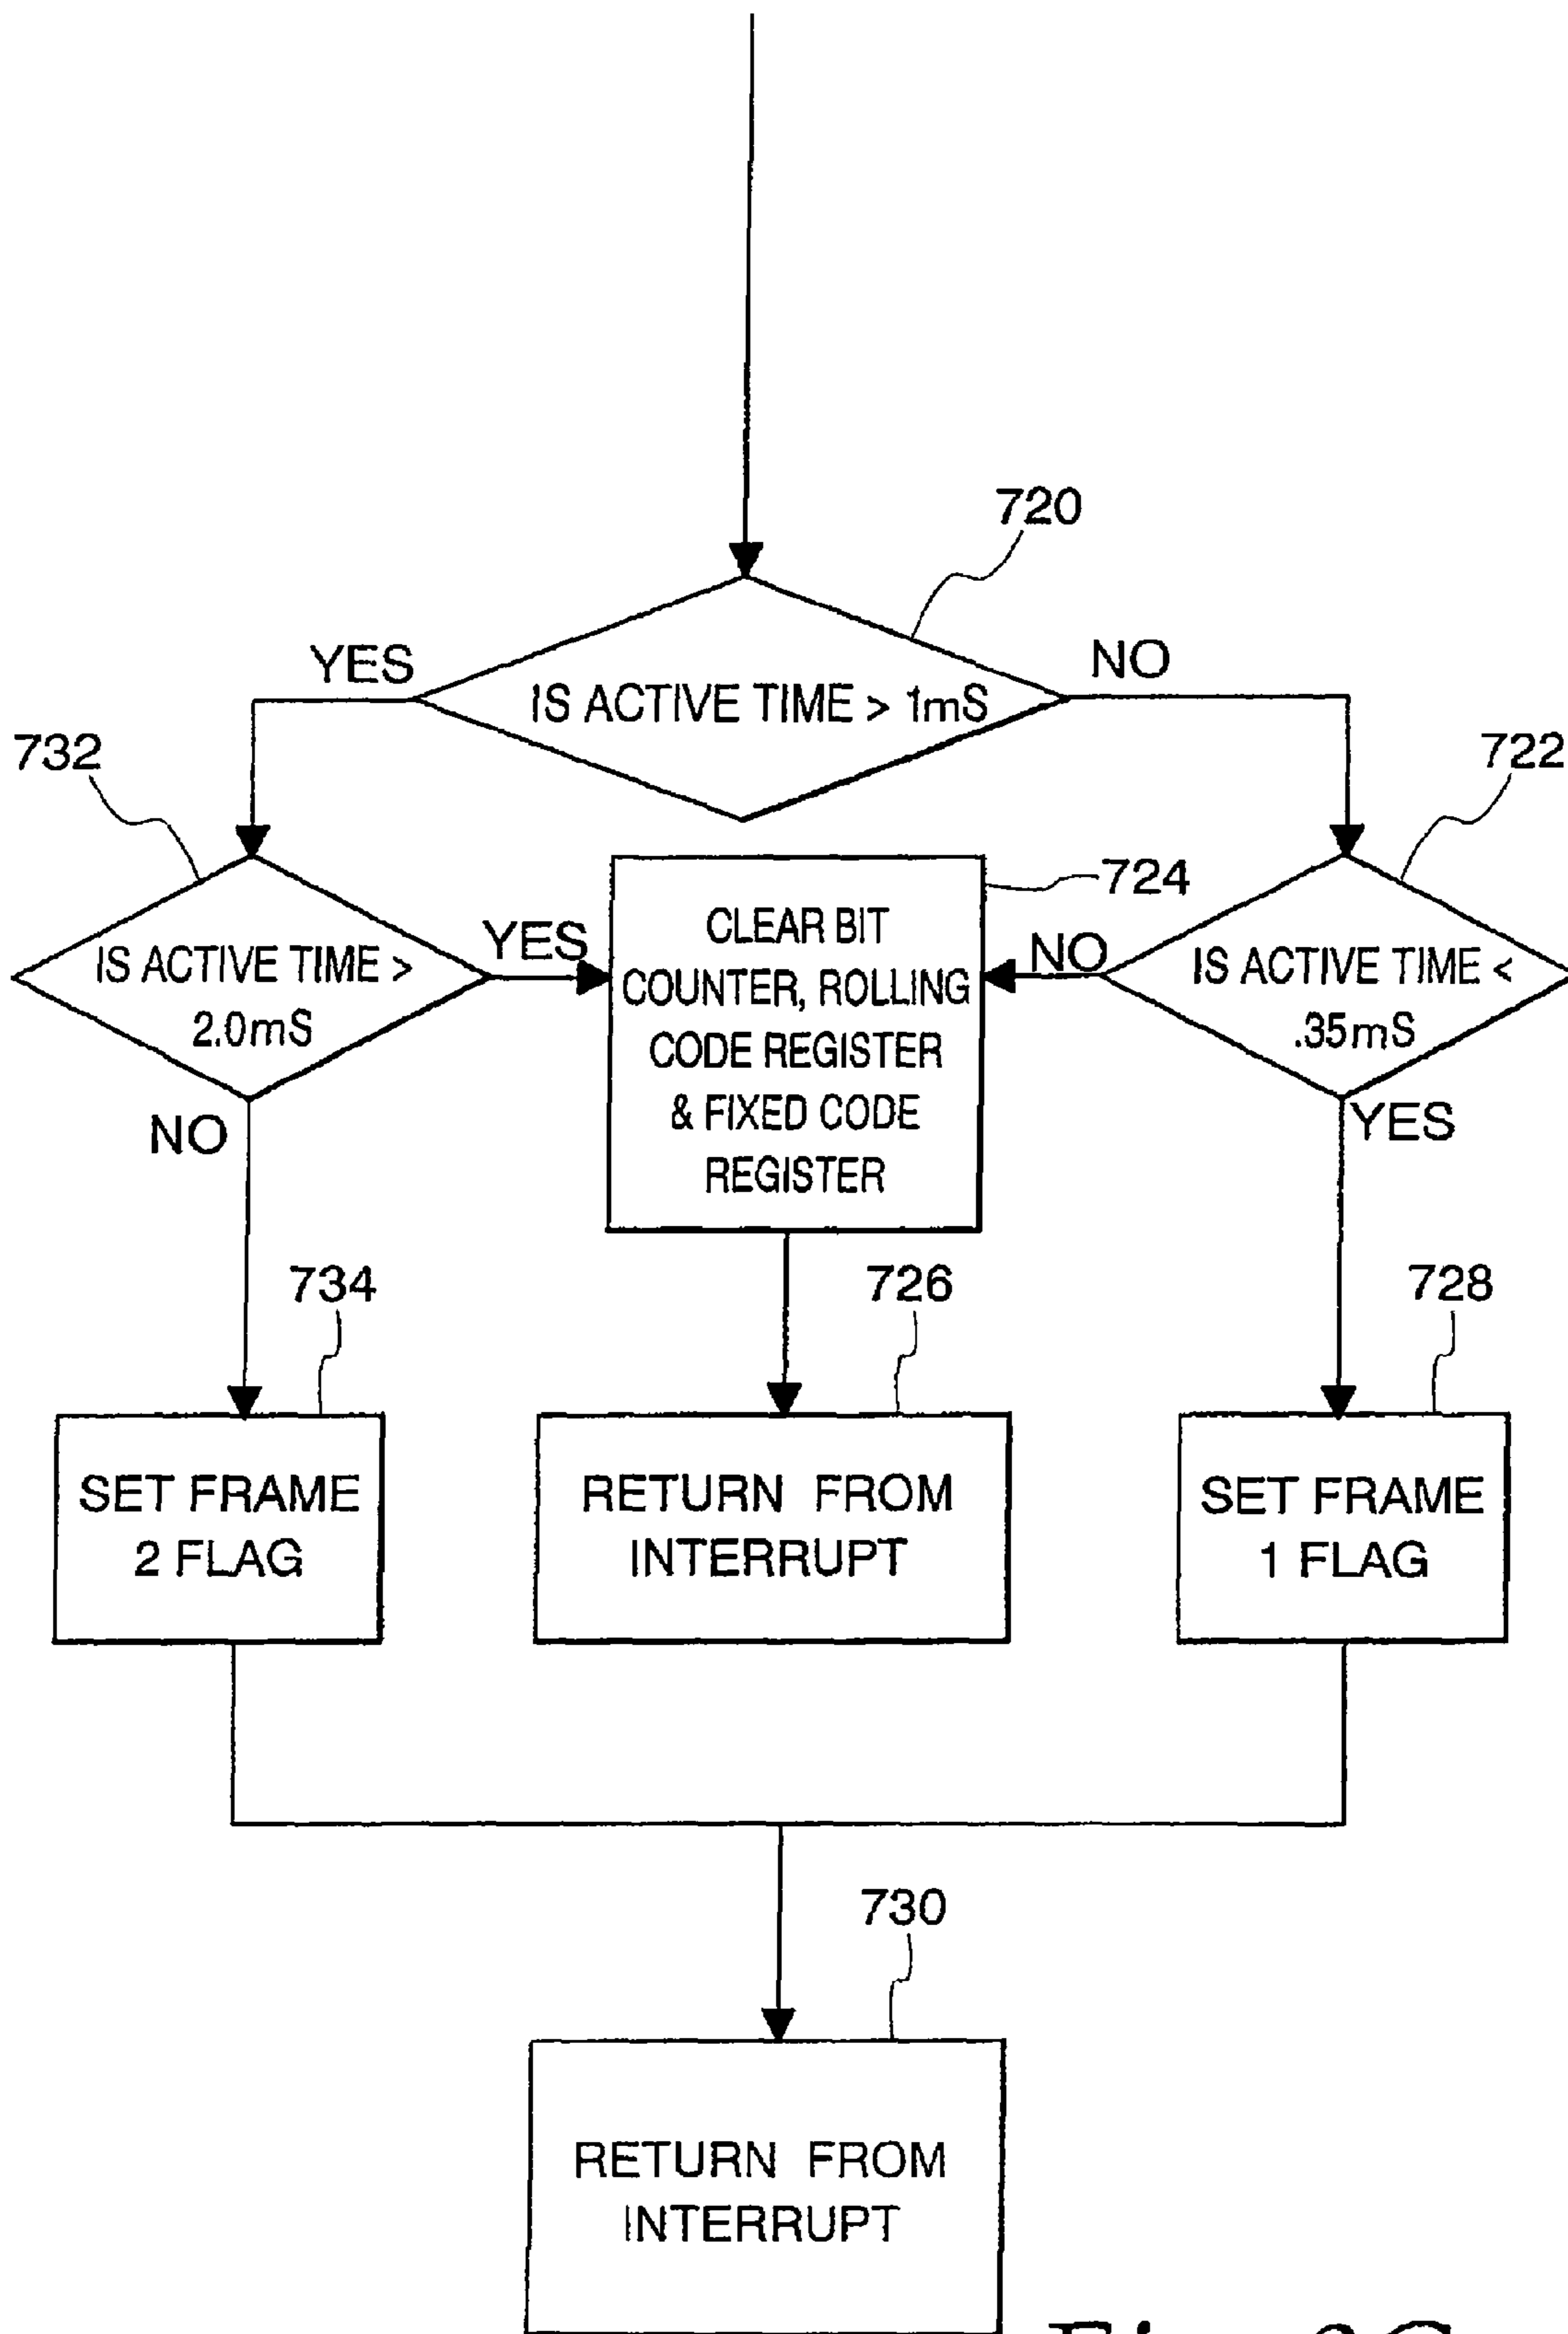 720
YES
NO
IS ACTIVE TIME > 1mS
732
722
724
CLEAR BIT
COUNTER, ROLLING
CODE REGISTER
& FIXED CODE
REGISTER
YES
NO
IS ACTIVE TIME >
2.0mS
IS ACTIVE TIME <
.35mS
NO
YES
734
726
728
SET FRAME
2 FLAG
RETURN FROM
INTERRUPT
SET FRAME
1 FLAG
730
RETURN FROM
INTERRUPT